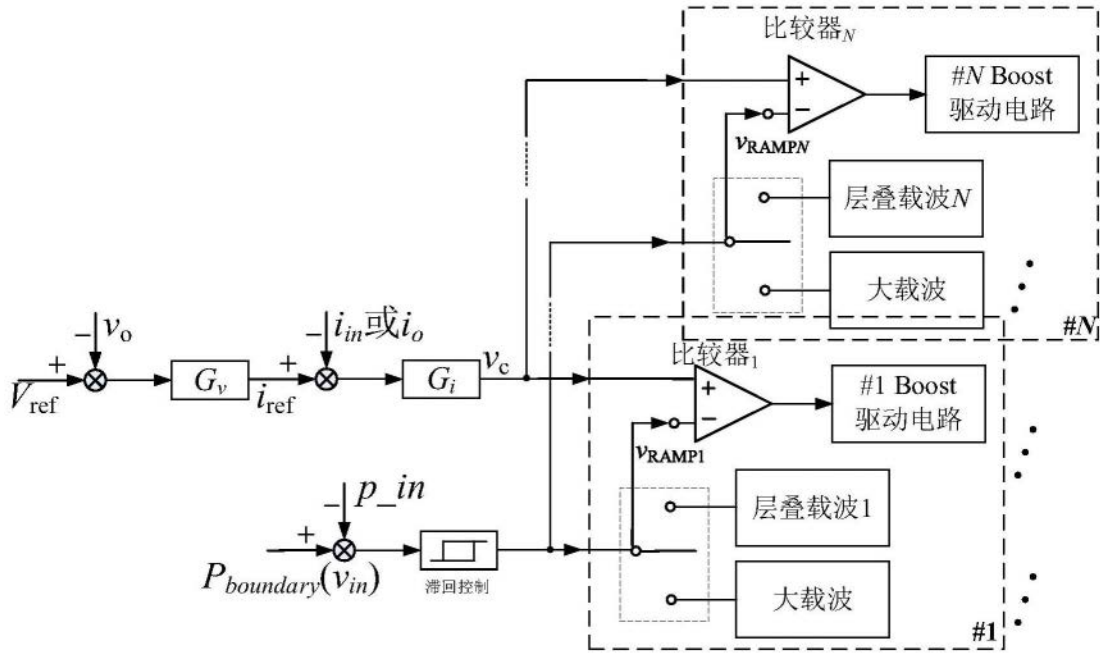 比较器N
+
−
#N Boost
驱动电路
vRAMPN
层叠载波N
大载波
#N
− vo
− iin或io
+
Vref
Gv
+
iref
Gi
vc
比较器1
+
−
#1 Boost
驱动电路
vRAMP1
层叠载波1
大载波
#1
− p_in
+
Pboundary(vin)
滞回控制